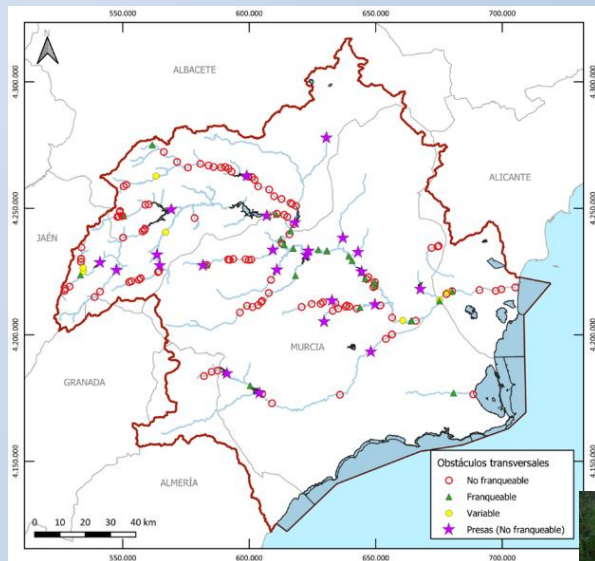 550.000 600.000 650.000 700.000
N
4.300.000 4.300.000
ALBACETE
ALICANTE
4.250.000 4.250.000
JAÉN
4.200.000 4.200.000
MURCIA
GRANADA
4.150.000 4.150.000
ALMERÍA
Obstáculos transversales
No franqueable
Franqueable
Variable
Presas (No franqueable)
0 10 20 30 40 km
550.000 600.000 650.000 700.000